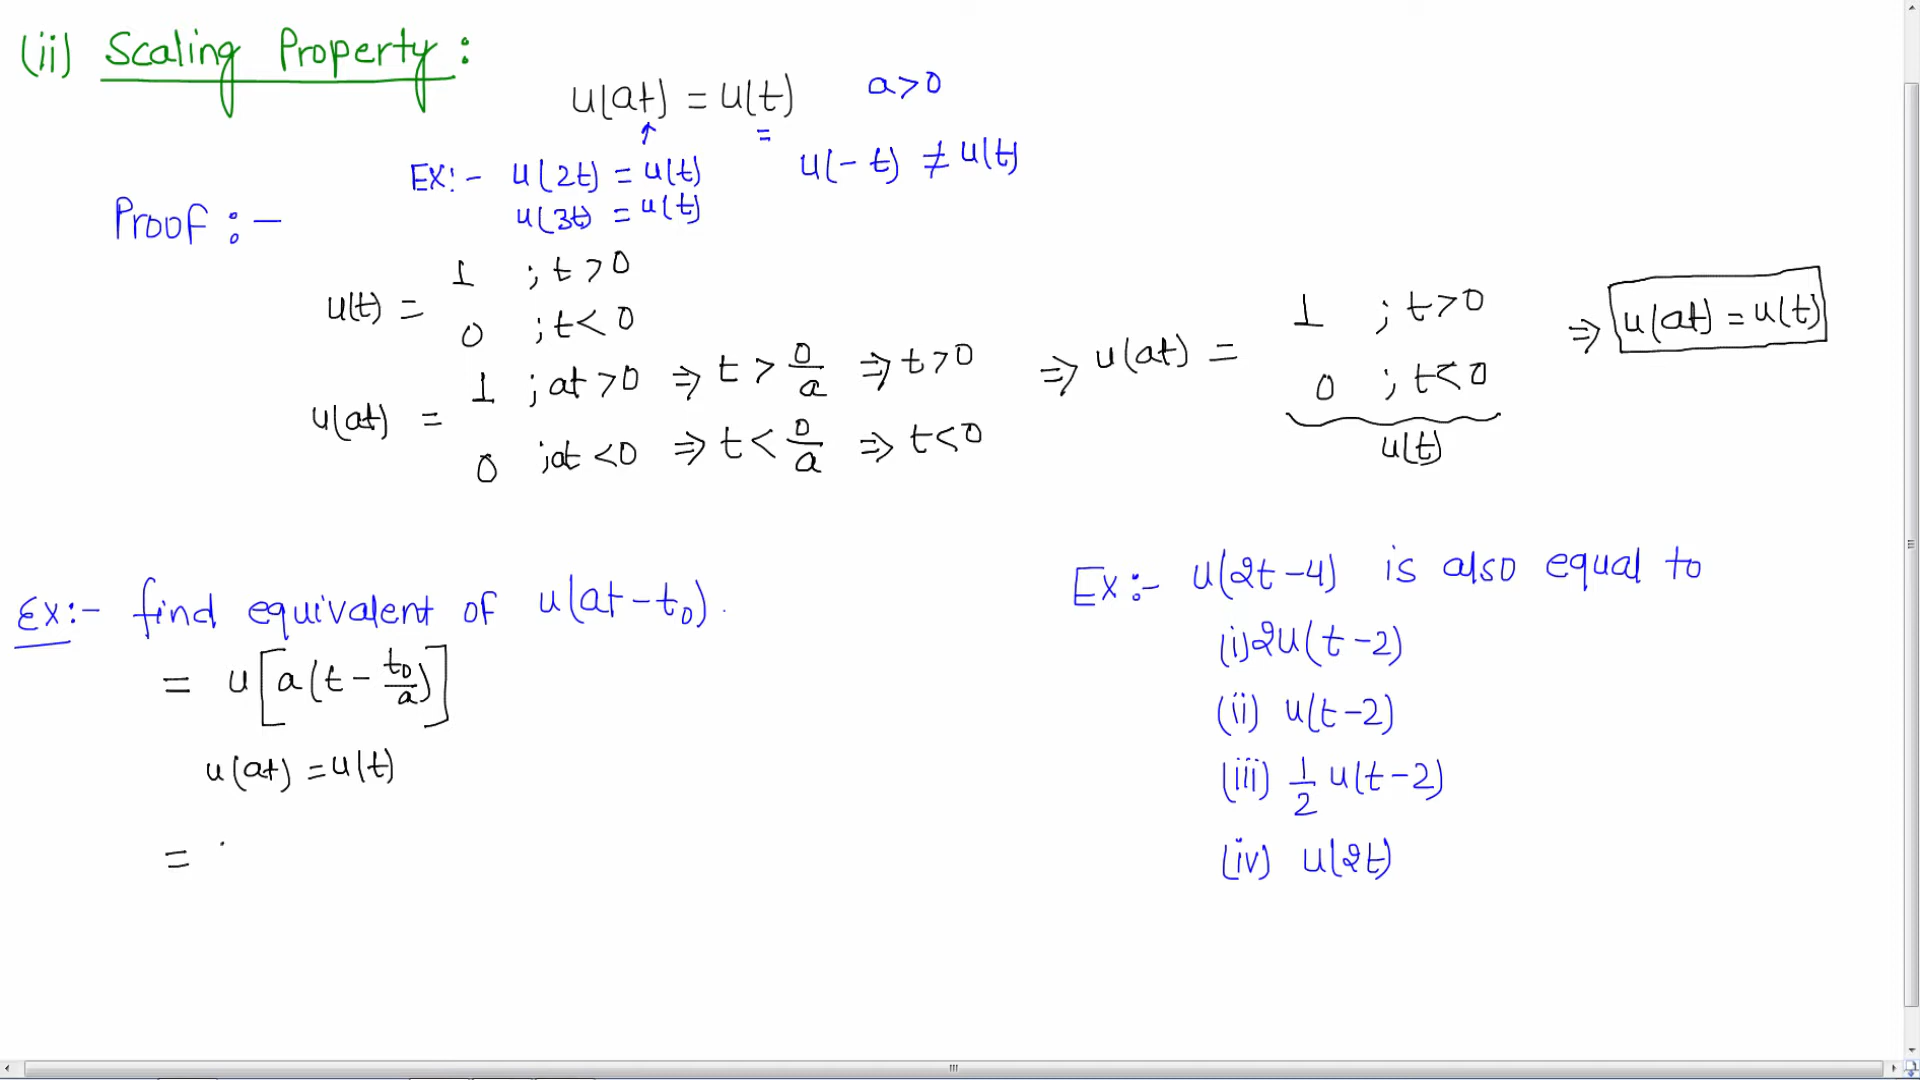 (ii) Scaling Property :
u(at) = u(t) a>0
↑ =
EX:- u(2t) = u(t) u(-t) ≠ u(t)
u(3t) = u(t)
Proof :-
u(t) = 1 ; t>0
0 ; t<0
u(at) = 1 ; at>0 ⇒ t > 0/a ⇒ t>0
0 ; at<0 ⇒ t < 0/a ⇒ t<0
⇒ u(at) = 1 ; t>0
0 ; t<0
u(t)
⇒ u(at) = u(t)
Ex:- find equivalent of u(at-t₀).
= u[a(t - t₀/a)]
u(at) = u(t)
=
Ex:- u(2t-4) is also equal to
(i) 2u(t-2)
(ii) u(t-2)
(iii) 1/2 u(t-2)
(iv) u(2t)